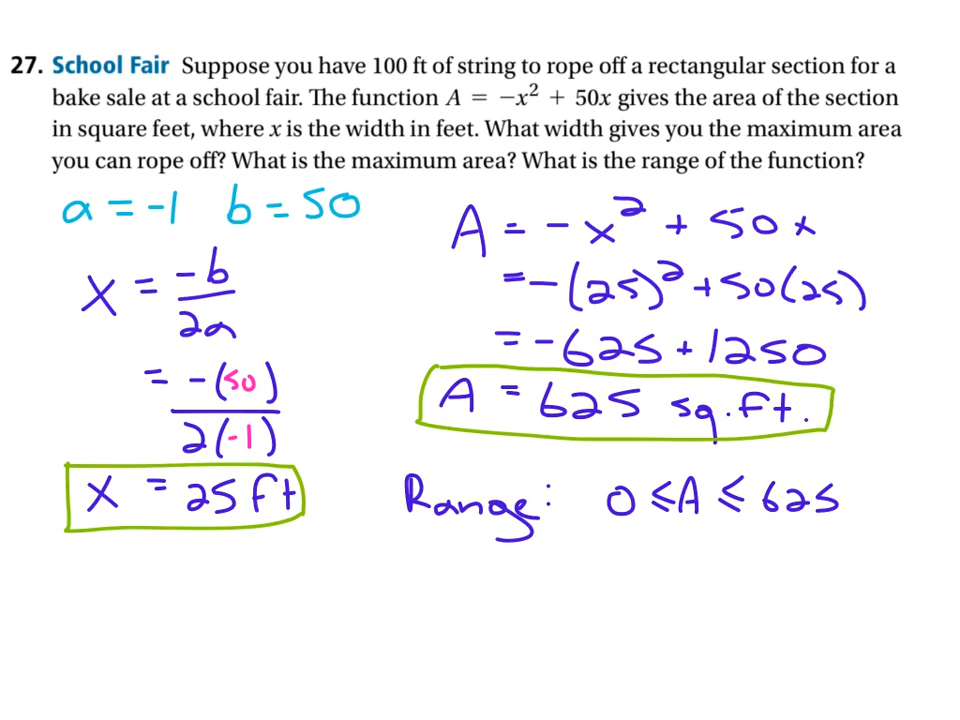 27. School Fair Suppose you have 100 ft of string to rope off a rectangular section for a
bake sale at a school fair. The function A = −x² + 50x gives the area of the section
in square feet, where x is the width in feet. What width gives you the maximum area
you can rope off? What is the maximum area? What is the range of the function?
a = -1 b = 50
x = -b/2a
= -(50)/2(-1)
x = 25 ft
A = -x² + 50x
= -(25)² + 50(25)
= -625 + 1250
A = 625 sq. ft.
Range: 0 ≤ A ≤ 625